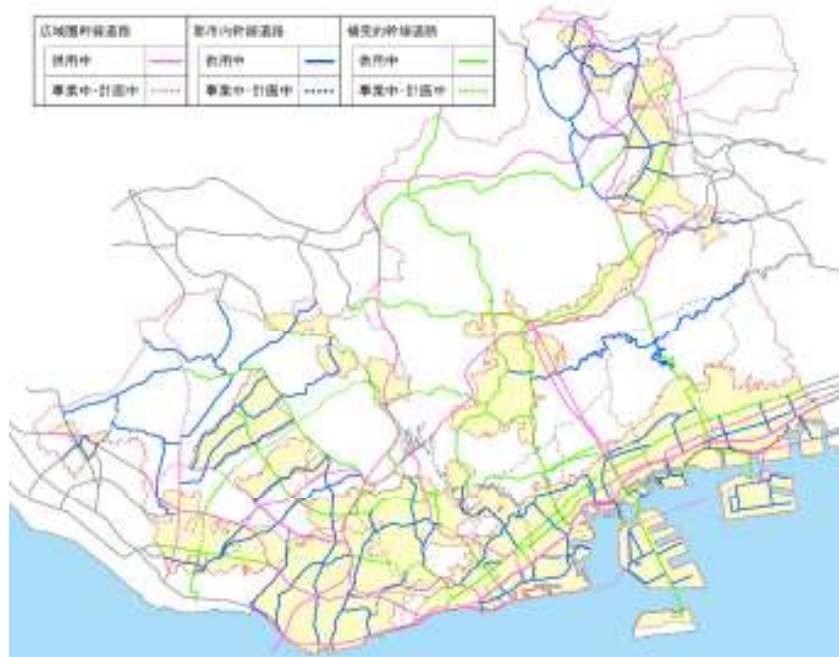 広域圏幹線道路 都市内幹線道路 補完的幹線道路
供用中 供用中 供用中
事業中・計画中 事業中・計画中 事業中・計画中